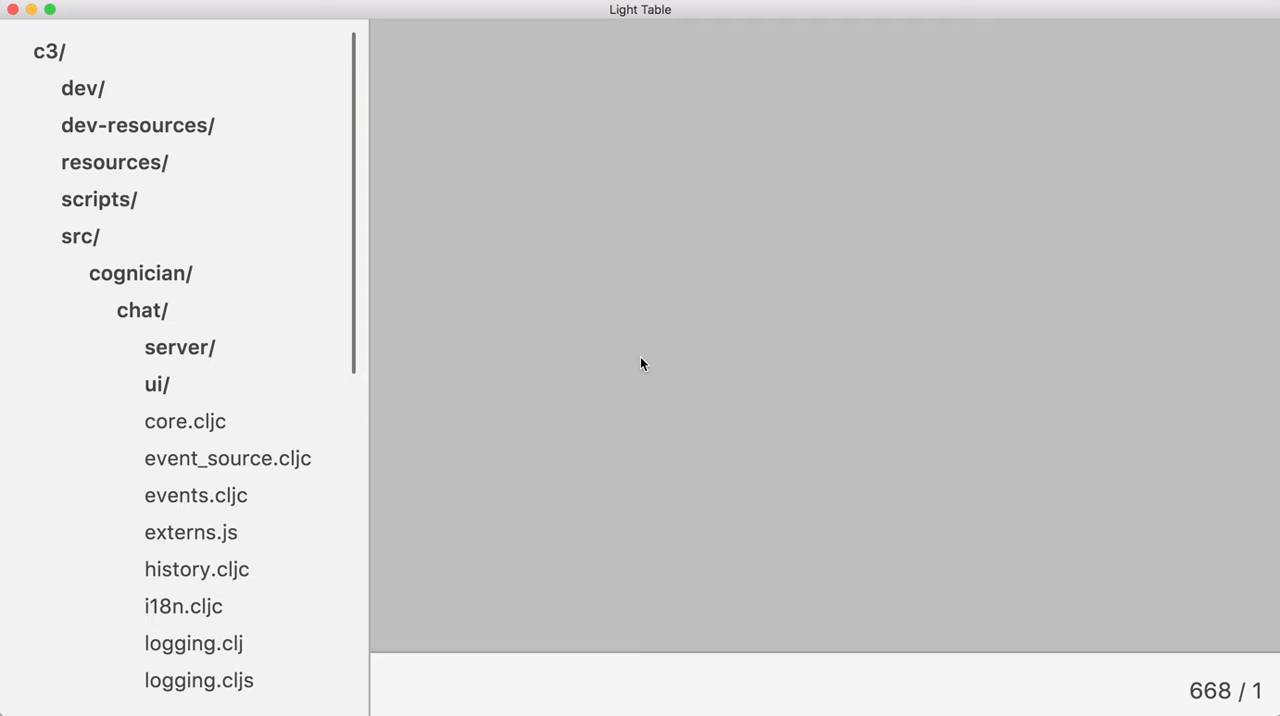 Light Table
c3/
dev/
dev-resources/
resources/
scripts/
src/
cognician/
chat/
server/
ui/
core.cljc
event_source.cljc
events.cljc
externs.js
history.cljc
i18n.cljc
logging.clj
logging.cljs
668 / 1